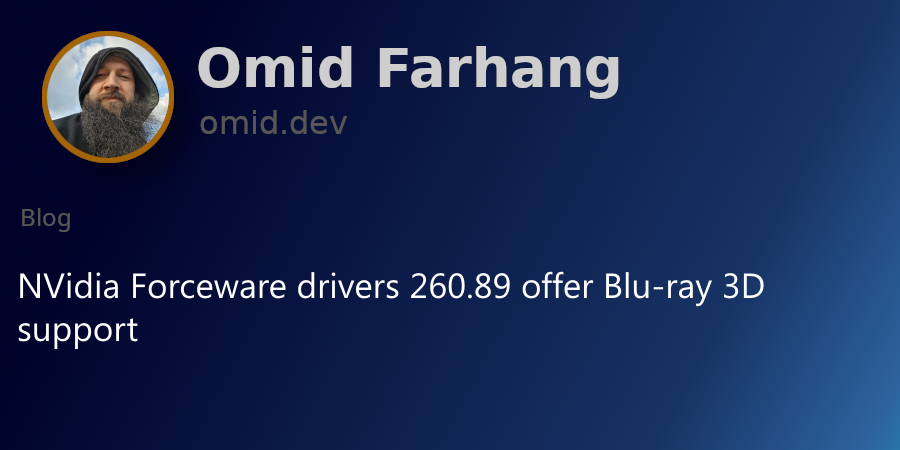 Omid Farhang
omid.dev
Blog
NVidia Forceware drivers 260.89 offer Blu-ray 3D
support